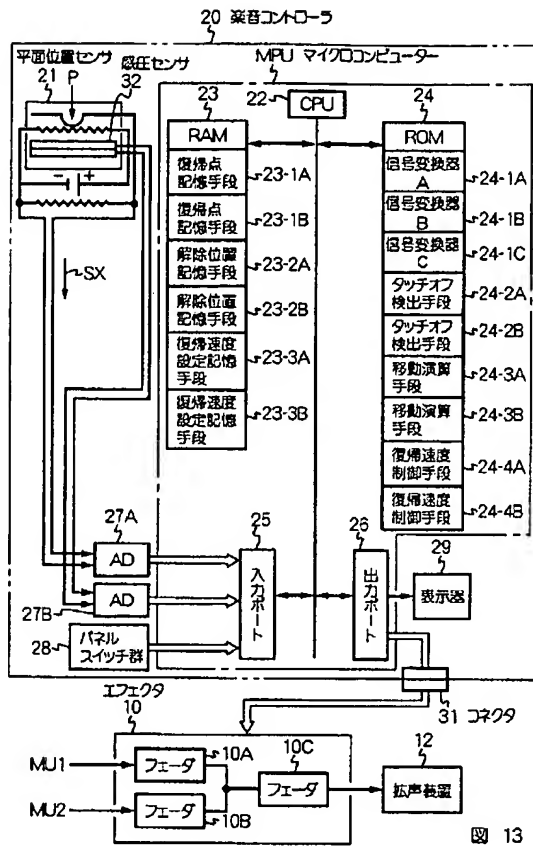 20 楽音コントローラ
平面位置センサ
感圧センサ
MPU マイクロコンピューター
21
P
32
23
22
CPU
24
RAM
ROM
復帰点
記憶手段
23-1A
復帰点
記憶手段
23-1B
解除位置
記憶手段
23-2A
解除位置
記憶手段
23-2B
復帰速度
設定記憶
手段
23-3A
復帰速度
設定記憶
手段
23-3B
信号変換器
A
24-1A
信号変換器
B
24-1B
信号変換器
C
24-1C
タッチオフ
検出手段
24-2A
タッチオフ
検出手段
24-2B
移動演算
手段
24-3A
移動演算
手段
24-3B
復帰速度
制御手段
24-4A
復帰速度
制御手段
24-4B
- +
SX
27A
AD
AD
27B
28
パネル
スイッチ群
25
入力ポート
26
出力ポート
29
表示器
31 コネクタ
エフェクタ
10
10A
MU1
フェーダ
10C
フェーダ
MU2
フェーダ
10B
12
拡声装置
図 13